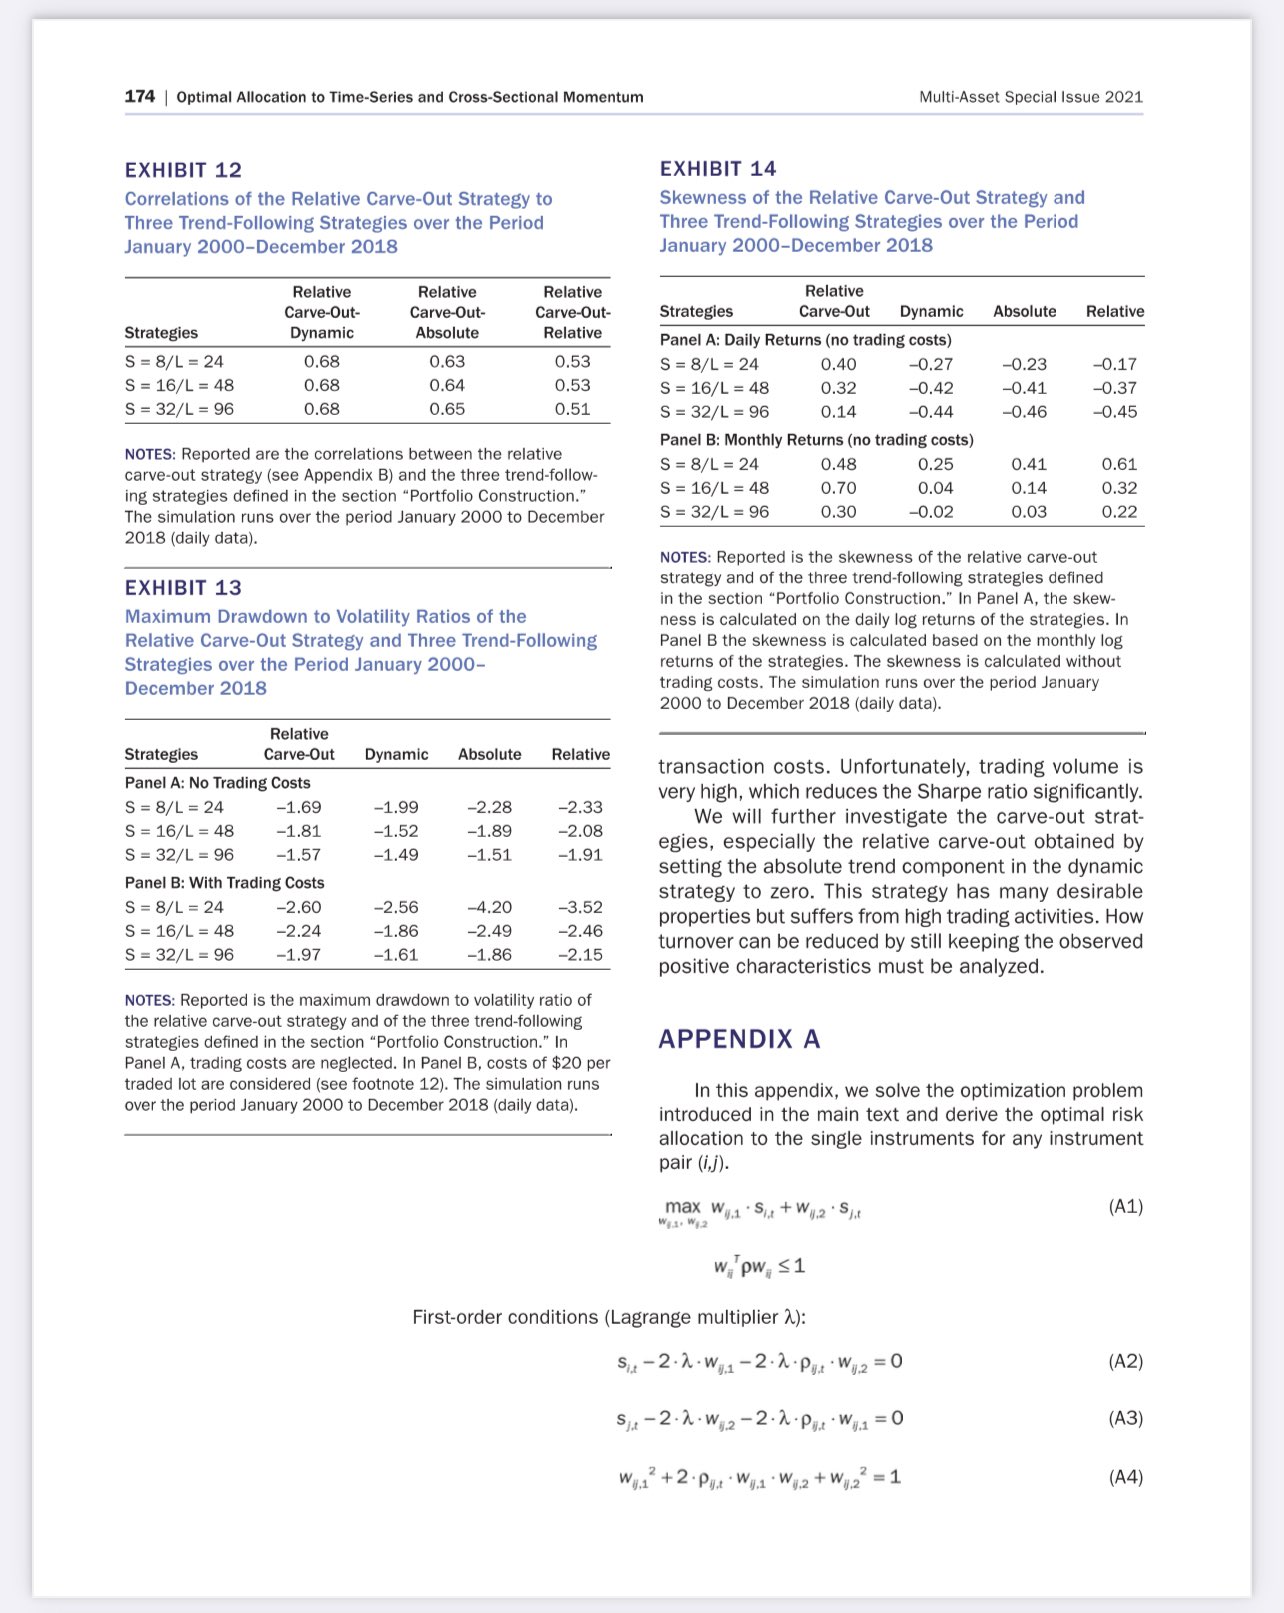 174 | Optimal Allocation to Time-Series and Cross-Sectional Momentum
Multi-Asset Special Issue 2021
EXHIBIT 12
Correlations of the Relative Carve-Out Strategy to
Three Trend-Following Strategies over the Period
January 2000–December 2018
Strategies Relative Carve-Out-Dynamic Relative Carve-Out-Absolute Relative Carve-Out-Relative
S = 8/L = 24 0.68 0.63 0.53
S = 16/L = 48 0.68 0.64 0.53
S = 32/L = 96 0.68 0.65 0.51
NOTES: Reported are the correlations between the relative
carve-out strategy (see Appendix B) and the three trend-follow-
ing strategies defined in the section “Portfolio Construction.”
The simulation runs over the period January 2000 to December
2018 (daily data).
EXHIBIT 13
Maximum Drawdown to Volatility Ratios of the
Relative Carve-Out Strategy and Three Trend-Following
Strategies over the Period January 2000–
December 2018
Relative
Strategies Carve-Out Dynamic Absolute Relative
Panel A: No Trading Costs
S = 8/L = 24 –1.69 –1.99 –2.28 –2.33
S = 16/L = 48 –1.81 –1.52 –1.89 –2.08
S = 32/L = 96 –1.57 –1.49 –1.51 –1.91
Panel B: With Trading Costs
S = 8/L = 24 –2.60 –2.56 –4.20 –3.52
S = 16/L = 48 –2.24 –1.86 –2.49 –2.46
S = 32/L = 96 –1.97 –1.61 –1.86 –2.15
NOTES: Reported is the maximum drawdown to volatility ratio of
the relative carve-out strategy and of the three trend-following
strategies defined in the section “Portfolio Construction.” In
Panel A, trading costs are neglected. In Panel B, costs of $20 per
traded lot are considered (see footnote 12). The simulation runs
over the period January 2000 to December 2018 (daily data).
EXHIBIT 14
Skewness of the Relative Carve-Out Strategy and
Three Trend-Following Strategies over the Period
January 2000–December 2018
Relative
Strategies Carve-Out Dynamic Absolute Relative
Panel A: Daily Returns (no trading costs)
S = 8/L = 24 0.40 –0.27 –0.23 –0.17
S = 16/L = 48 0.32 –0.42 –0.41 –0.37
S = 32/L = 96 0.14 –0.44 –0.46 –0.45
Panel B: Monthly Returns (no trading costs)
S = 8/L = 24 0.48 0.25 0.41 0.61
S = 16/L = 48 0.70 0.04 0.14 0.32
S = 32/L = 96 0.30 –0.02 0.03 0.22
NOTES: Reported is the skewness of the relative carve-out
strategy and of the three trend-following strategies defined
in the section “Portfolio Construction.” In Panel A, the skew-
ness is calculated on the daily log returns of the strategies. In
Panel B the skewness is calculated based on the monthly log
returns of the strategies. The skewness is calculated without
trading costs. The simulation runs over the period January
2000 to December 2018 (daily data).
transaction costs. Unfortunately, trading volume is
very high, which reduces the Sharpe ratio significantly.
We will further investigate the carve-out strat-
egies, especially the relative carve-out obtained by
setting the absolute trend component in the dynamic
strategy to zero. This strategy has many desirable
properties but suffers from high trading activities. How
turnover can be reduced by still keeping the observed
positive characteristics must be analyzed.
APPENDIX A
In this appendix, we solve the optimization problem
introduced in the main text and derive the optimal risk
allocation to the single instruments for any instrument
pair (i,j).
max_{w_{ij,1}, w_{ij,2}} w_{ij,1} · s_{i,t} + w_{ij,2} · s_{j,t} (A1)
w_{ij}^T ρw_{ij} ≤ 1
First-order conditions (Lagrange multiplier λ):
s_{i,t} – 2 · λ · w_{ij,1} – 2 · λ · ρ_{ij,t} · w_{ij,2} = 0 (A2)
s_{j,t} – 2 · λ · w_{ij,2} – 2 · λ · ρ_{ij,t} · w_{ij,1} = 0 (A3)
w_{ij,1}^2 + 2 · ρ_{ij,t} · w_{ij,1} · w_{ij,2} + w_{ij,2}^2 = 1 (A4)